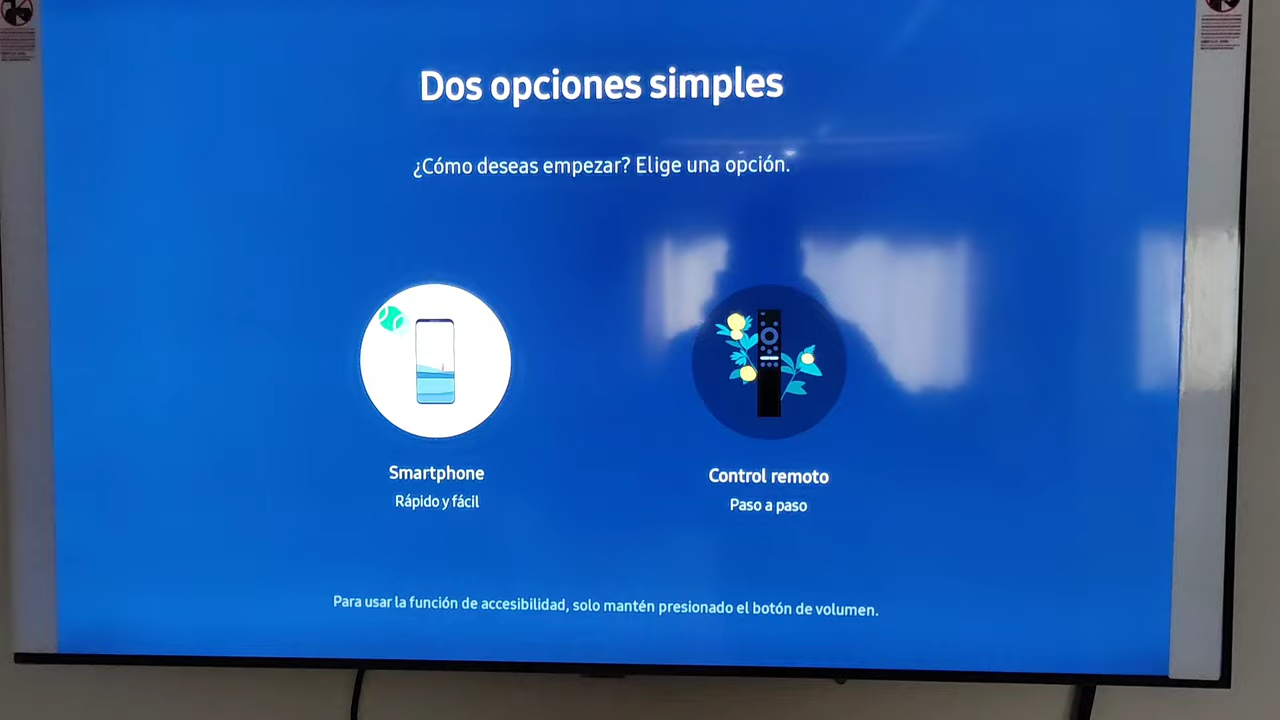 Dos opciones simples
¿Cómo deseas empezar? Elige una opción.
Smartphone
Rápido y fácil
Control remoto
Paso a paso
Para usar la función de accesibilidad, solo mantén presionado el botón de volumen.